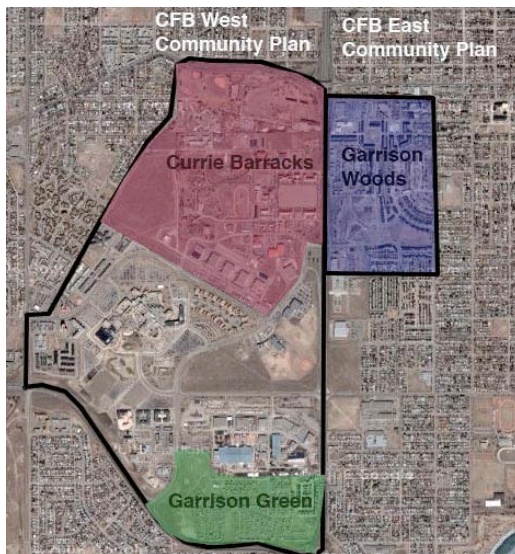 CFB West
Community Plan
CFB East
Community Plan
Currie Barracks
Garrison
Woods
Garrison Green